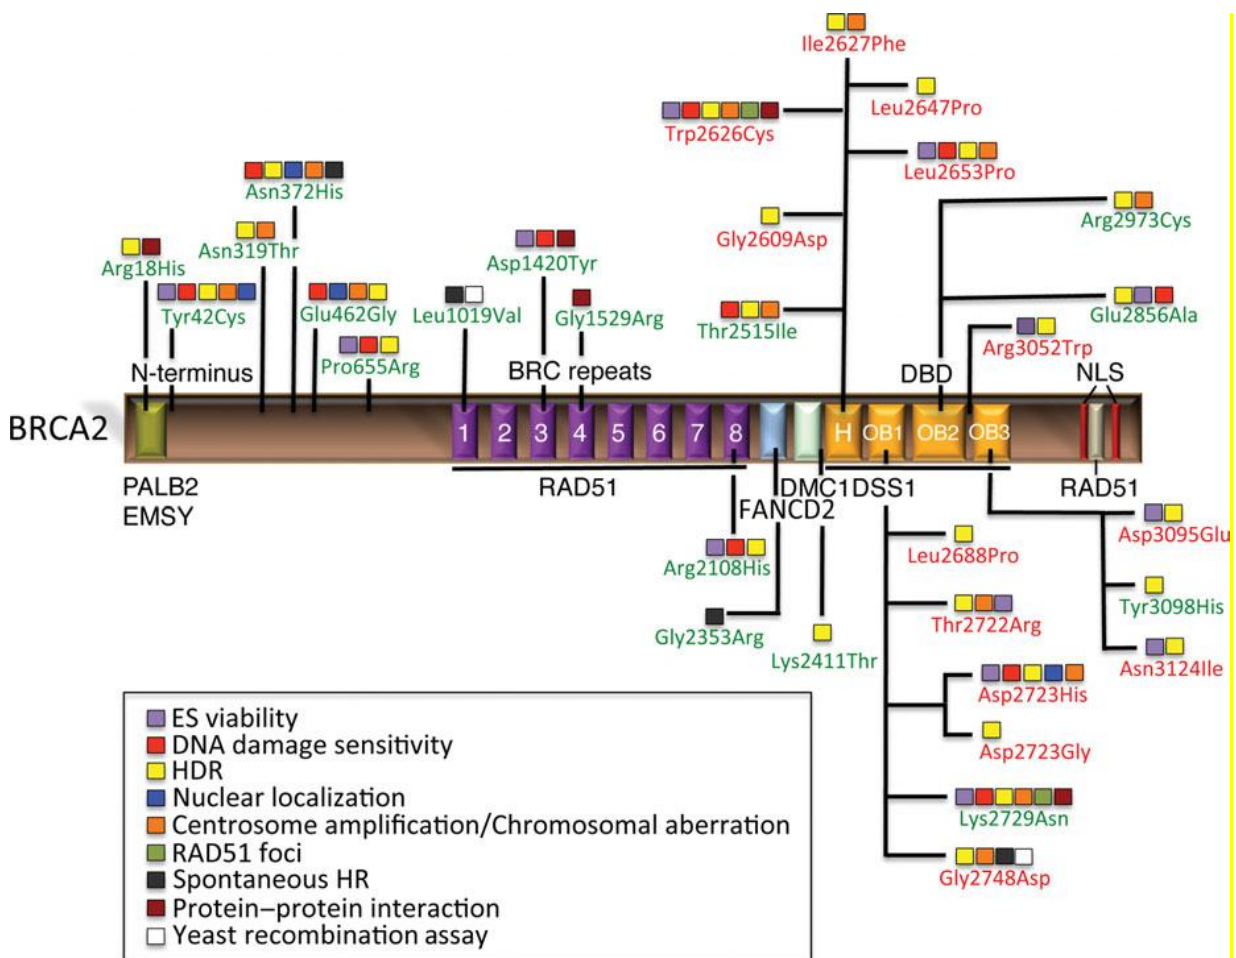 Ile2627Phe
Leu2647Pro
Trp2626Cys
Leu2653Pro
Asn372His
Arg2973Cys
Gly2609Asp
Asn319Thr
Arg18His
Asp1420Tyr
Tyr42Cys
Glu462Gly
Leu1019Val
Gly1529Arg
Thr2515Ile
Glu2856Ala
Arg3052Trp
Pro655Arg
N-terminus
BRC repeats
DBD
NLS
BRCA2
1 2 3 4 5 6 7 8 H OB1 OB2 OB3
PALB2
EMSY
RAD51
DMC1 DSS1
RAD51
FANCD2
Asp3095Glu
Arg2108His
Leu2688Pro
Tyr3098His
Gly2353Arg
Lys2411Thr
Thr2722Arg
Asn3124Ile
Asp2723His
Asp2723Gly
Lys2729Asn
Gly2748Asp
ES viability
DNA damage sensitivity
HDR
Nuclear localization
Centrosome amplification/Chromosomal aberration
RAD51 foci
Spontaneous HR
Protein–protein interaction
Yeast recombination assay